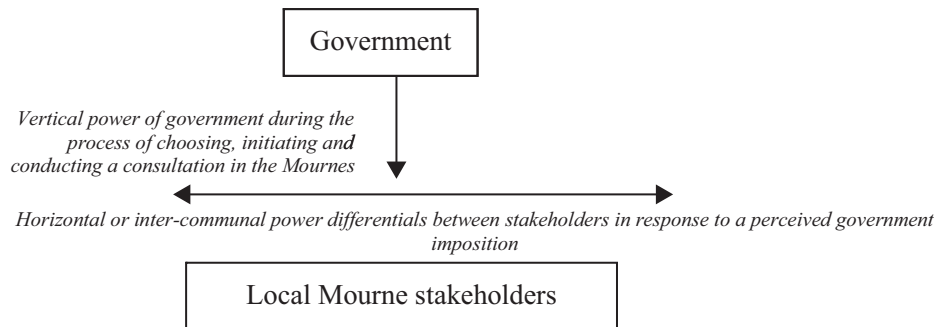 Government
Vertical power of government during the
process of choosing, initiating and
conducting a consultation in the Mournes
Horizontal or inter-communal power differentials between stakeholders in response to a perceived government
imposition
Local Mourne stakeholders